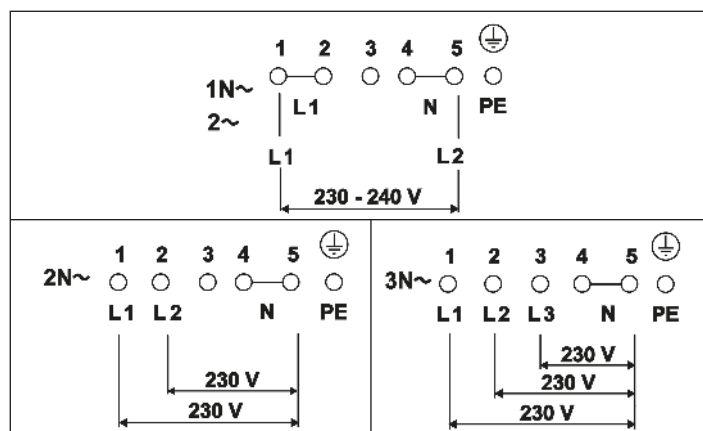 1 2 3 4 5
1N~ L1 N PE
2~
L1 L2
230 - 240 V
1 2 3 4 5
2N~
L1 L2 N PE
230 V
230 V
1 2 3 4 5
3N~
L1 L2 L3 N PE
230 V
230 V
230 V